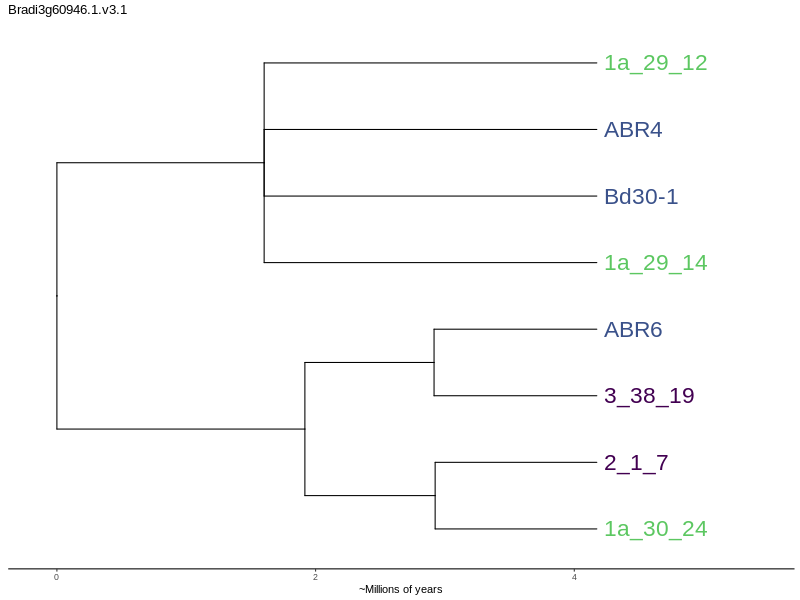 Bradi3g60946.1.v3.1
1a_29_12
ABR4
Bd30-1
1a_29_14
ABR6
3_38_19
2_1_7
1a_30_24
0 2 4
~Millions of years